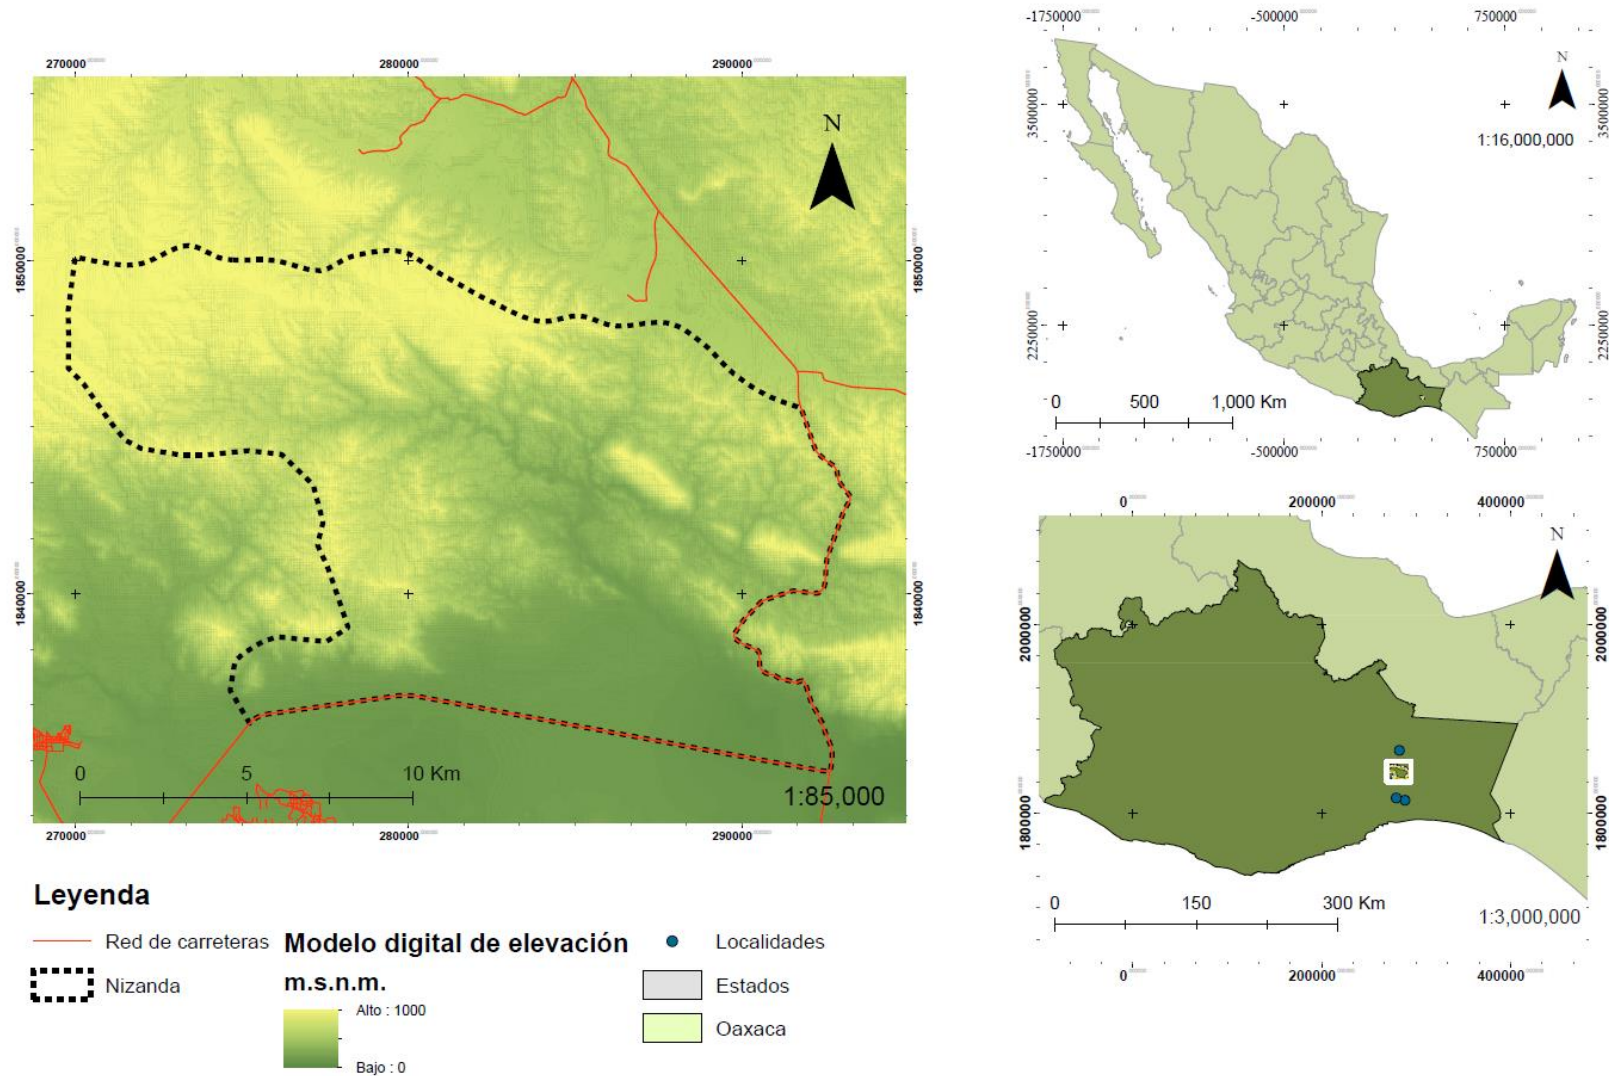 270000
280000
290000
1850000
1850000
N
1840000
1840000
0
5
10 Km
1:85,000
270000
280000
290000
-1750000
-500000
750000
3500000
3500000
N
1:16,000,000
2250000
2250000
0
500
1,000 Km
-1750000
-500000
750000
0
200000
400000
N
2000000
2000000
1800000
1800000
0
150
300 Km
1:3,000,000
0
200000
400000
Leyenda
Red de carreteras
Nizanda
Modelo digital de elevación
m.s.n.m.
Alto : 1000
Bajo : 0
Localidades
Estados
Oaxaca